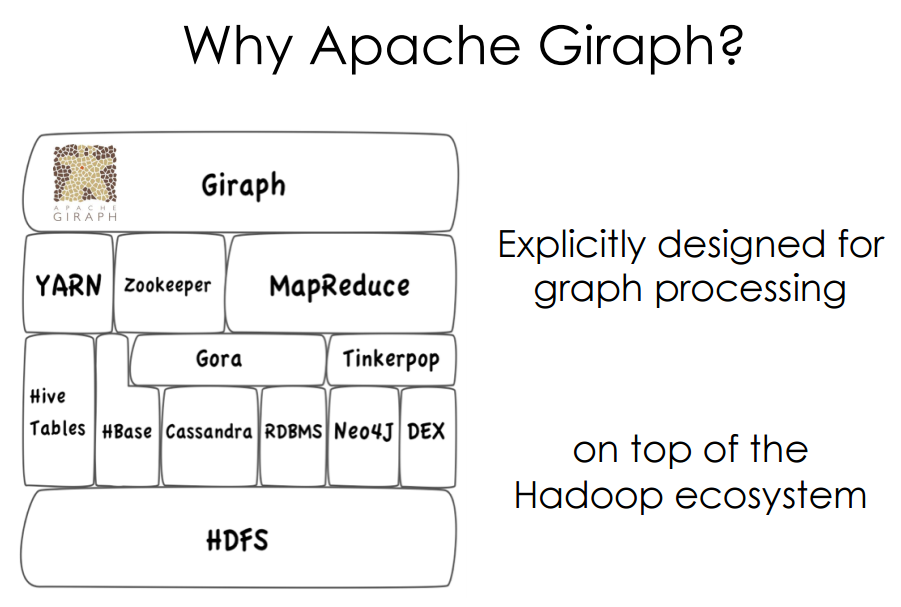 Why Apache Giraph?
APACHE
GIRAPH
Giraph
YARN
Zookeeper
MapReduce
Explicitly designed for
graph processing
Gora
Tinkerpop
Hive
Tables
HBase
Cassandra
RDBMS
Neo4J
DEX
on top of the
Hadoop ecosystem
HDFS